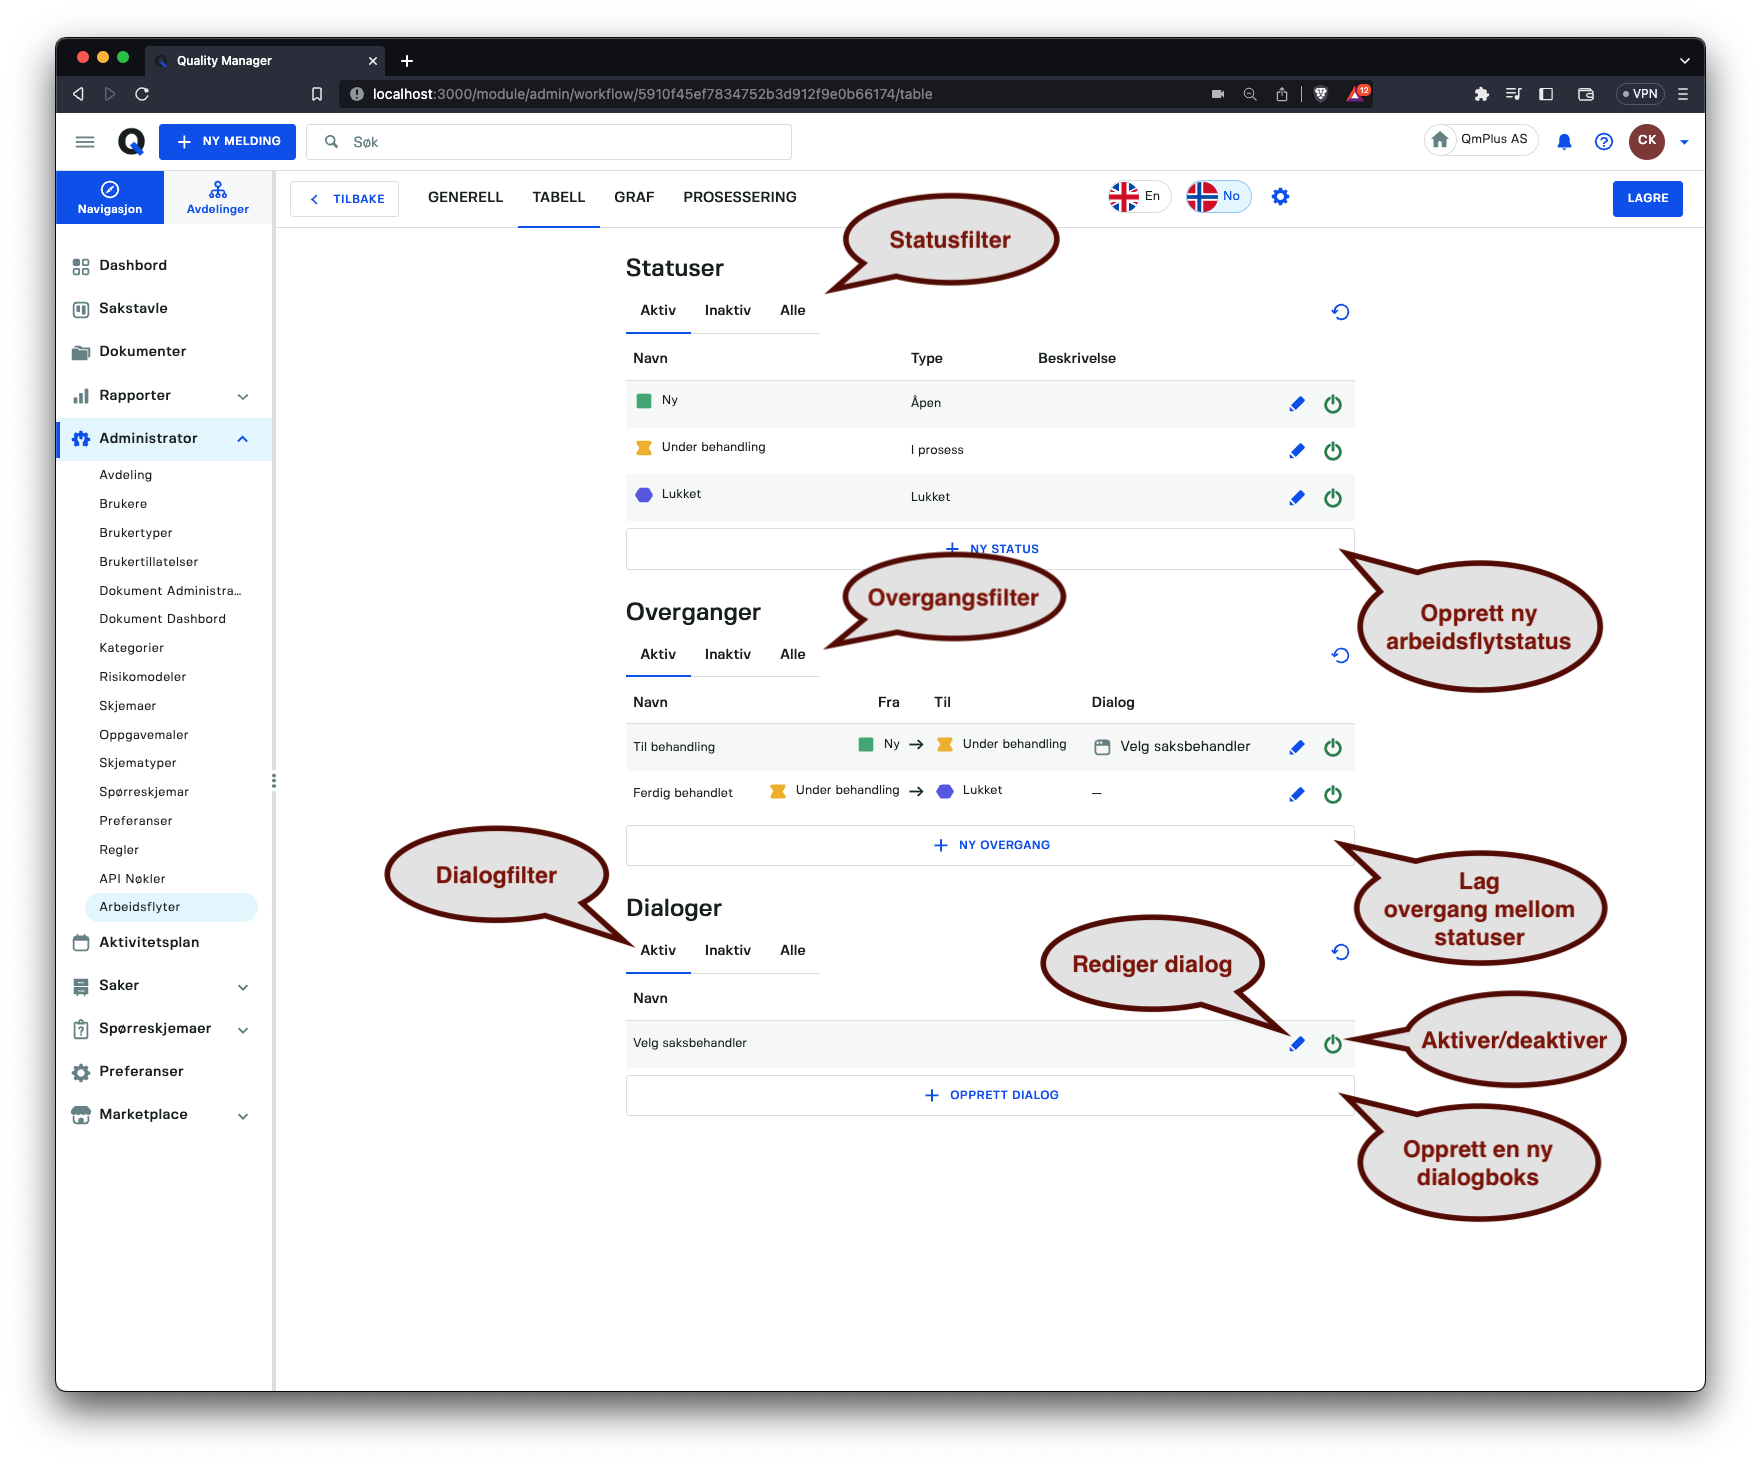 Quality Manager
localhost:3000/module/admin/workflow/5910f45ef7834752b3d912f9e0b66174/table
12
VPN
NY MELDING
Søk
QmPlus AS
CK
Navigasjon
Avdelinger
TILBAKE
GENERELL
TABELL
GRAF
PROSESSERING
En
No
LAGRE
Dashbord
Sakstavle
Dokumenter
Rapporter
Administrator
Avdeling
Brukere
Brukertyper
Brukertillatelser
Dokument Administra...
Dokument Dashbord
Kategorier
Risikomodeler
Skjemaer
Oppgavemaler
Skjematyper
Spørreskjemar
Preferanser
Regler
API Nøkler
Arbeidsflyter
Aktivitetsplan
Saker
Spørreskjemaer
Preferanser
Marketplace
Statusfilter
Statuser
Aktiv Inaktiv Alle
Navn Type Beskrivelse
Ny Åpen
Under behandling I prosess
Lukket Lukket
NY STATUS
Opprett ny
arbeidsflytstatus
Overgangsfilter
Overganger
Aktiv Inaktiv Alle
Navn Fra Til Dialog
Til behandling Ny → Under behandling Velg saksbehandler
Ferdig behandlet Under behandling → Lukket —
NY OVERGANG
Lag
overgang mellom
statuser
Dialogfilter
Dialoger
Aktiv Inaktiv Alle
Rediger dialog
Navn
Velg saksbehandler
Aktiver/deaktiver
OPPRETT DIALOG
Opprett en ny
dialogboks